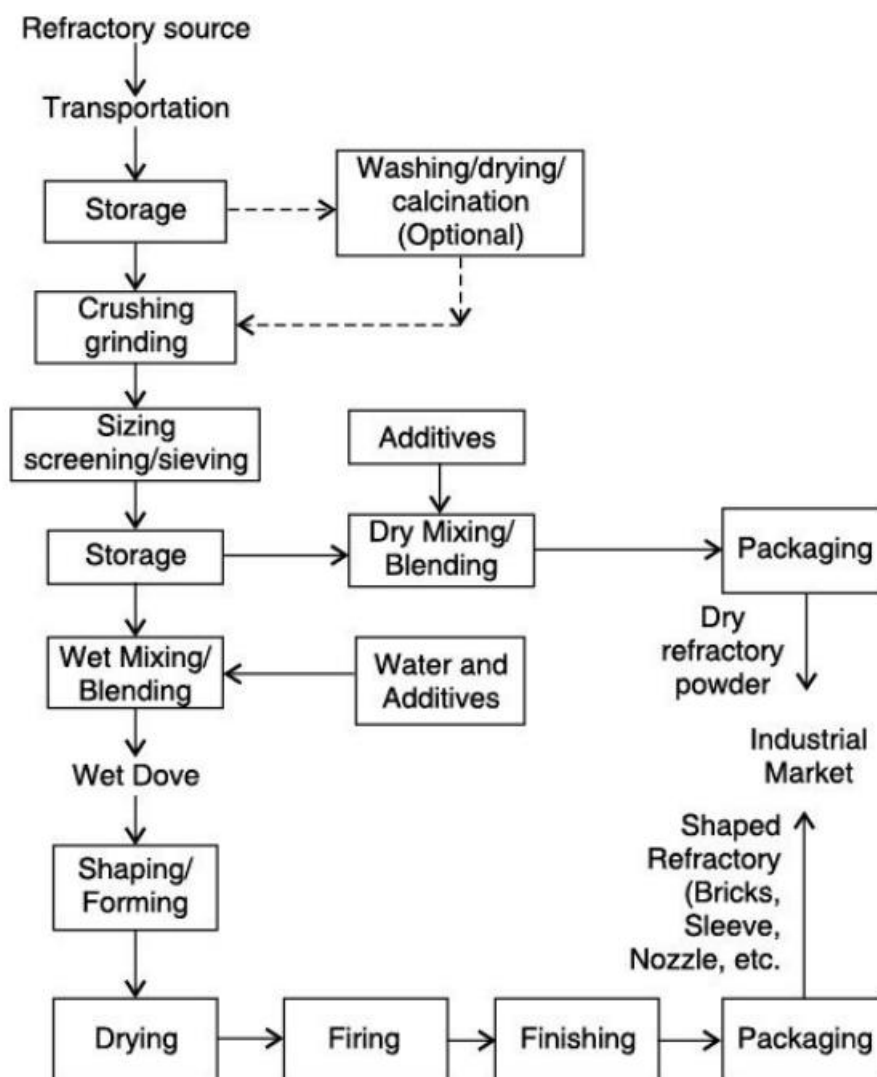 Refractory source
Transportation
Storage
Washing/drying/
calcination
(Optional)
Crushing
grinding
Sizing
screening/sieving
Additives
Storage
Dry Mixing/
Blending
Packaging
Dry
refractory
powder
Wet Mixing/
Blending
Water and
Additives
Industrial
Market
Wet Dove
Shaped
Refractory
(Bricks,
Sleeve,
Nozzle, etc.
Shaping/
Forming
Drying
Firing
Finishing
Packaging